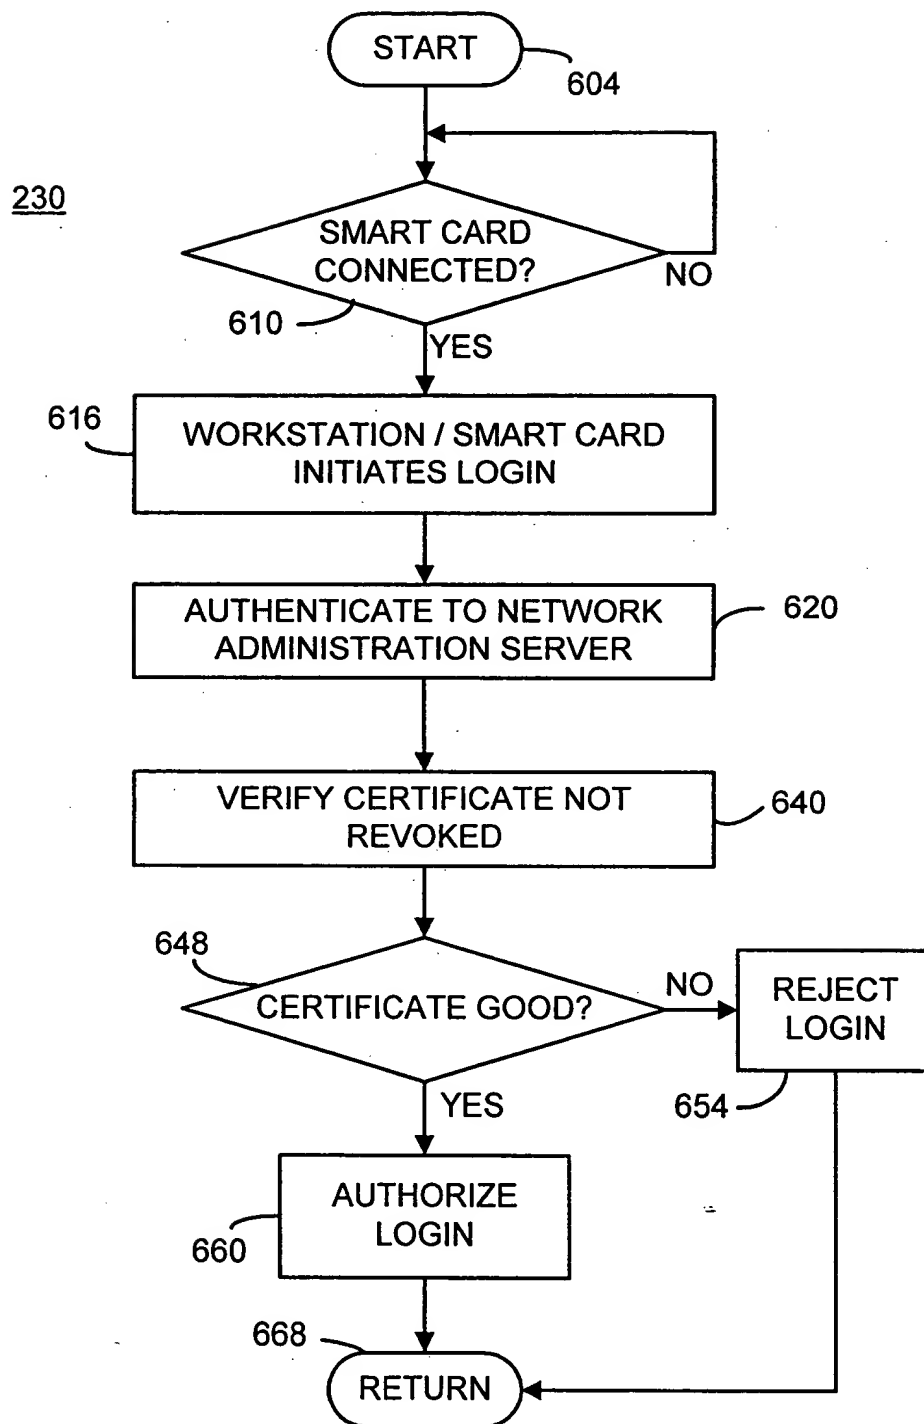 START
604
230
SMART CARD
CONNECTED?
NO
610
YES
616
WORKSTATION / SMART CARD
INITIATES LOGIN
AUTHENTICATE TO NETWORK
ADMINISTRATION SERVER
620
VERIFY CERTIFICATE NOT
REVOKED
640
648
CERTIFICATE GOOD?
NO
REJECT
LOGIN
654
YES
AUTHORIZE
LOGIN
660
668
RETURN